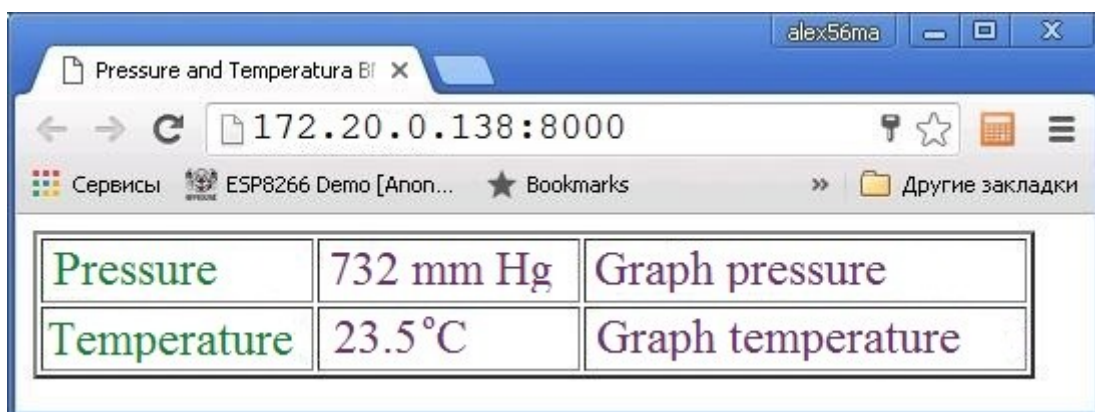 alex56ma
Pressure and Temperatura
172.20.0.138:8000
Сервисы ESP8266 Demo [Anon... Bookmarks » Другие закладки
Pressure 732 mm Hg Graph pressure
Temperature 23.5°C Graph temperature